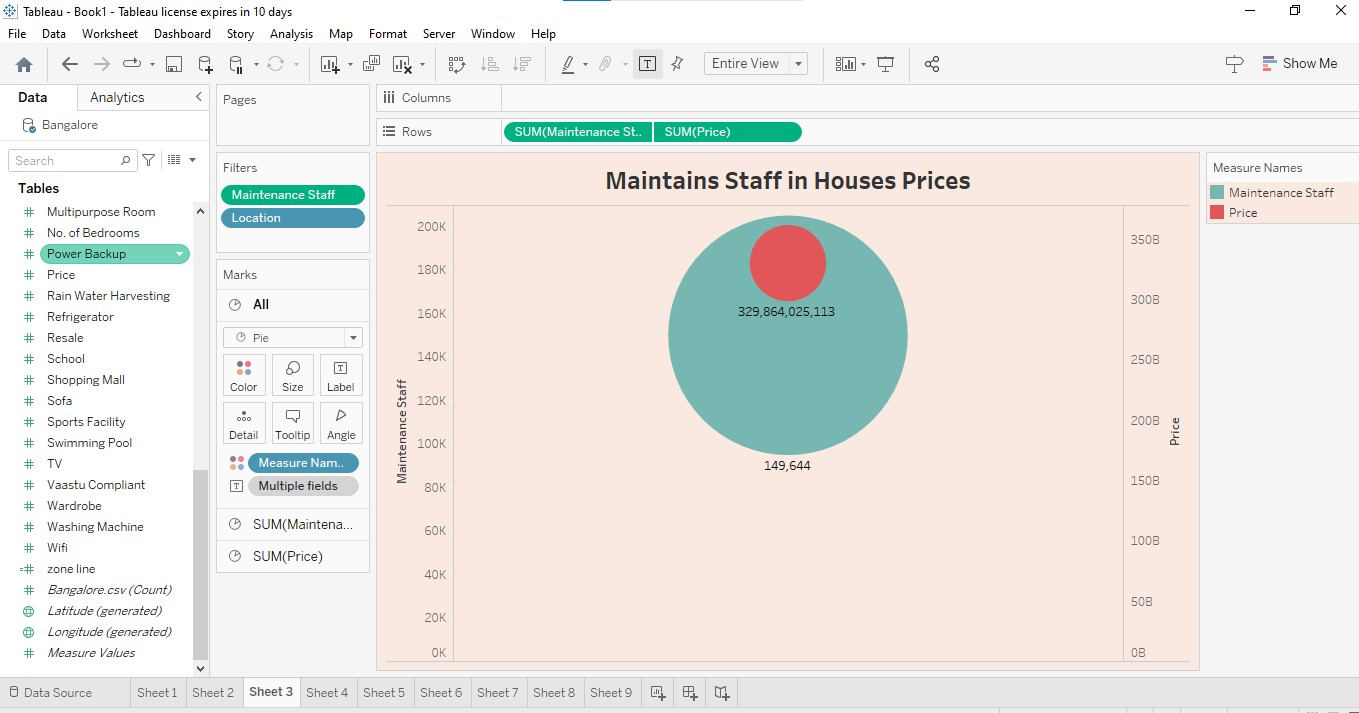 Tableau - Book1 - Tableau license expires in 10 days
File Data Worksheet Dashboard Story Analysis Map Format Server Window Help
Entire View
Show Me
Data Analytics
Bangalore
Search
Tables
Multipurpose Room
No. of Bedrooms
Power Backup
Price
Rain Water Harvesting
Refrigerator
Resale
School
Shopping Mall
Sofa
Sports Facility
Swimming Pool
TV
Vaastu Compliant
Wardrobe
Washing Machine
Wifi
zone line
Bangalore.csv (Count)
Latitude (generated)
Longitude (generated)
Measure Values
Pages
Filters
Maintenance Staff
Location
Marks
All
Pie
Color Size Label
Detail Tooltip Angle
Measure Nam..
Multiple fields
SUM(Maintena...
SUM(Price)
Columns
Rows SUM(Maintenance St.. SUM(Price)
Maintains Staff in Houses Prices
Maintenance Staff
200K
180K
160K
140K
120K
100K
80K
60K
40K
20K
0K
329,864,025,113
149,644
350B
300B
250B
200B
150B
100B
50B
0B
Price
Measure Names
Maintenance Staff
Price
Data Source Sheet 1 Sheet 2 Sheet 3 Sheet 4 Sheet 5 Sheet 6 Sheet 7 Sheet 8 Sheet 9